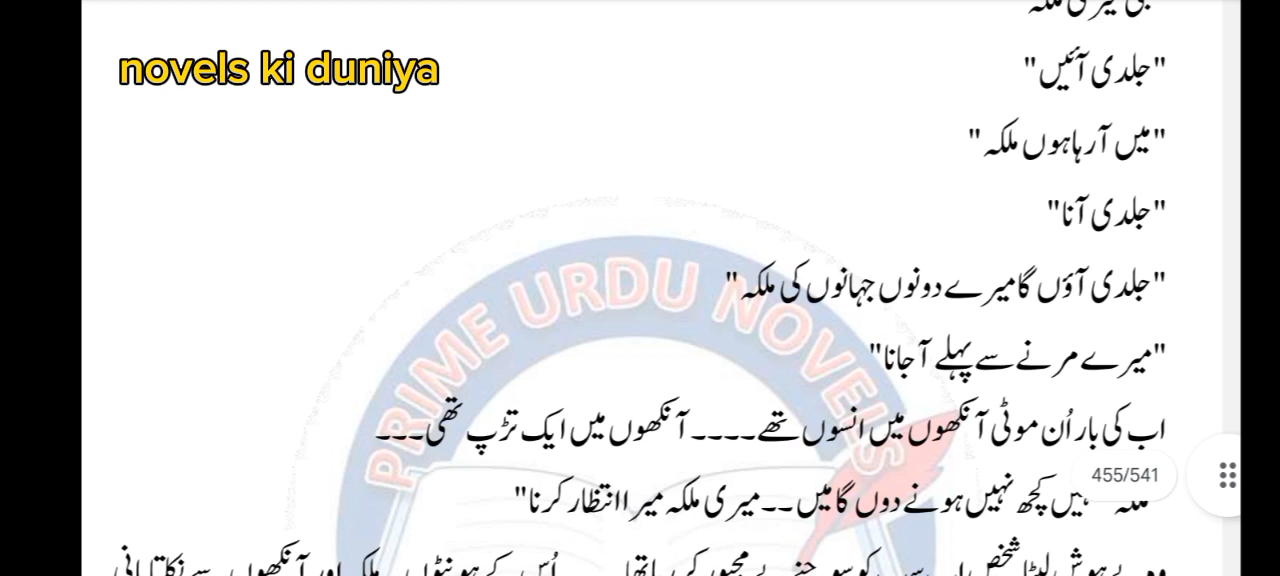 novels ki duniya
"جلدی آئیں"
"میں آرہا ہوں ملکہ"
"جلدی آنا"
"جلدی آؤں گا میرے دونوں جہانوں کی ملکہ"
"میرے مرنے سے پہلے آجانا"
اب کی بار اُن موٹی آنکھوں میں انسوں تھے۔۔۔۔ آنکھوں میں ایک تڑپ تھی۔۔۔
کچھ نہیں ہونے دوں گا میں ۔۔ میری ملکہ میرا انتظار کرنا"
PRIME URDU NOVELS
455/541